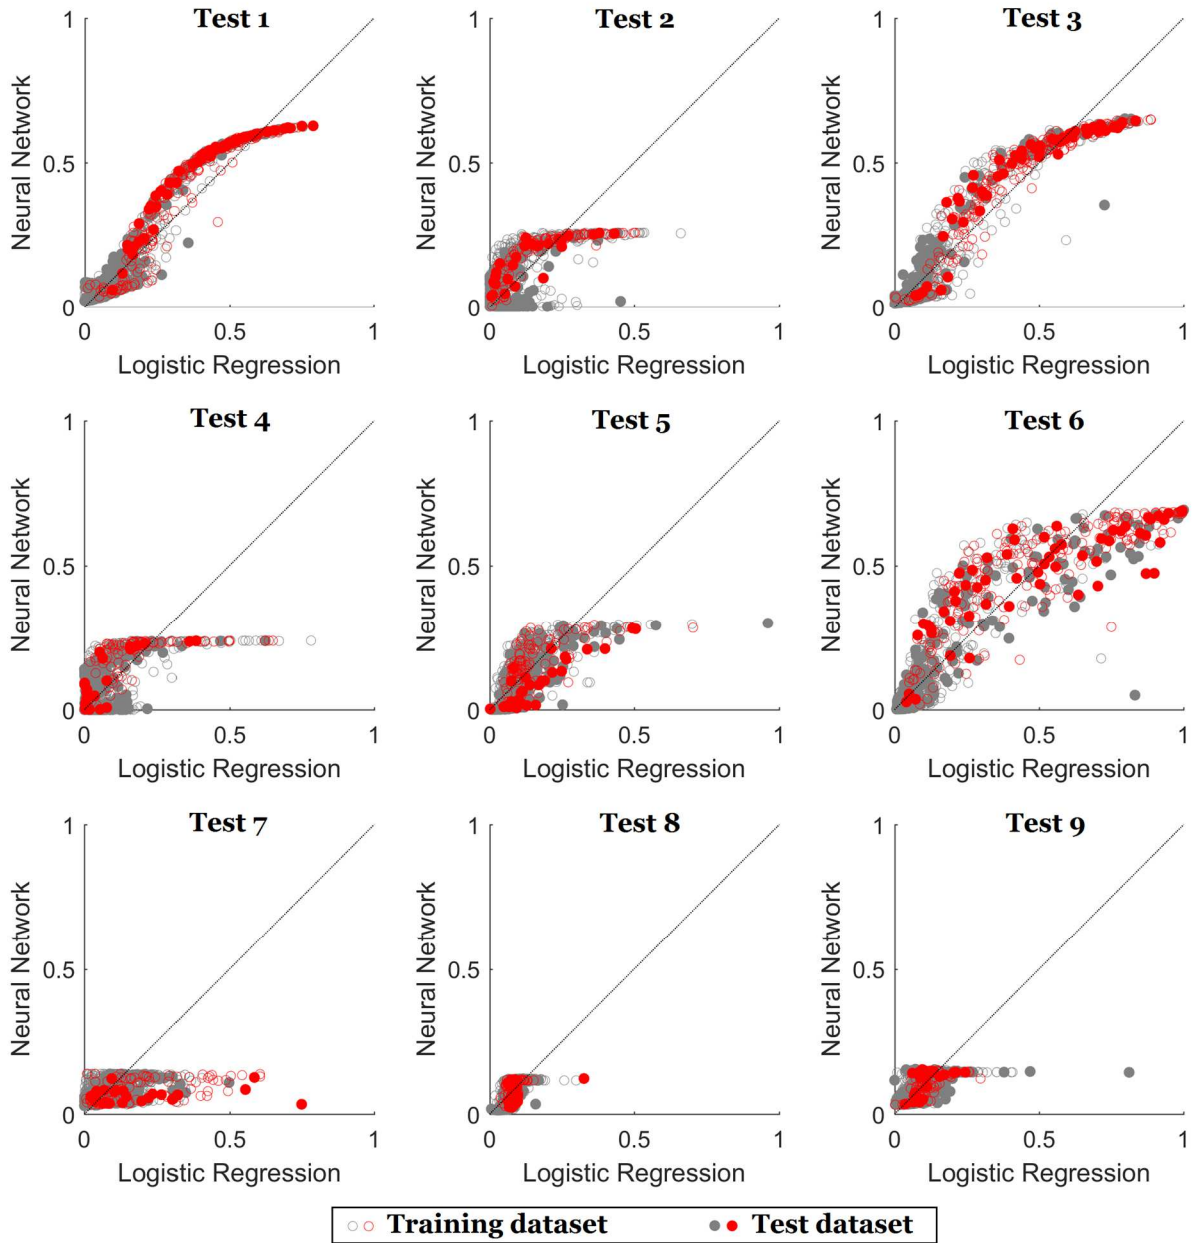 Test 1
Test 2
Test 3
1
0.5
0
Neural Network
0
0.5
1
Logistic Regression
1
0.5
0
Neural Network
0
0.5
1
Logistic Regression
1
0.5
0
Neural Network
0
0.5
1
Logistic Regression
Test 4
Test 5
Test 6
1
0.5
0
Neural Network
0
0.5
1
Logistic Regression
1
0.5
0
Neural Network
0
0.5
1
Logistic Regression
1
0.5
0
Neural Network
0
0.5
1
Logistic Regression
Test 7
Test 8
Test 9
1
0.5
0
Neural Network
0
0.5
1
Logistic Regression
1
0.5
0
Neural Network
0
0.5
1
Logistic Regression
1
0.5
0
Neural Network
0
0.5
1
Logistic Regression
Training dataset
Test dataset